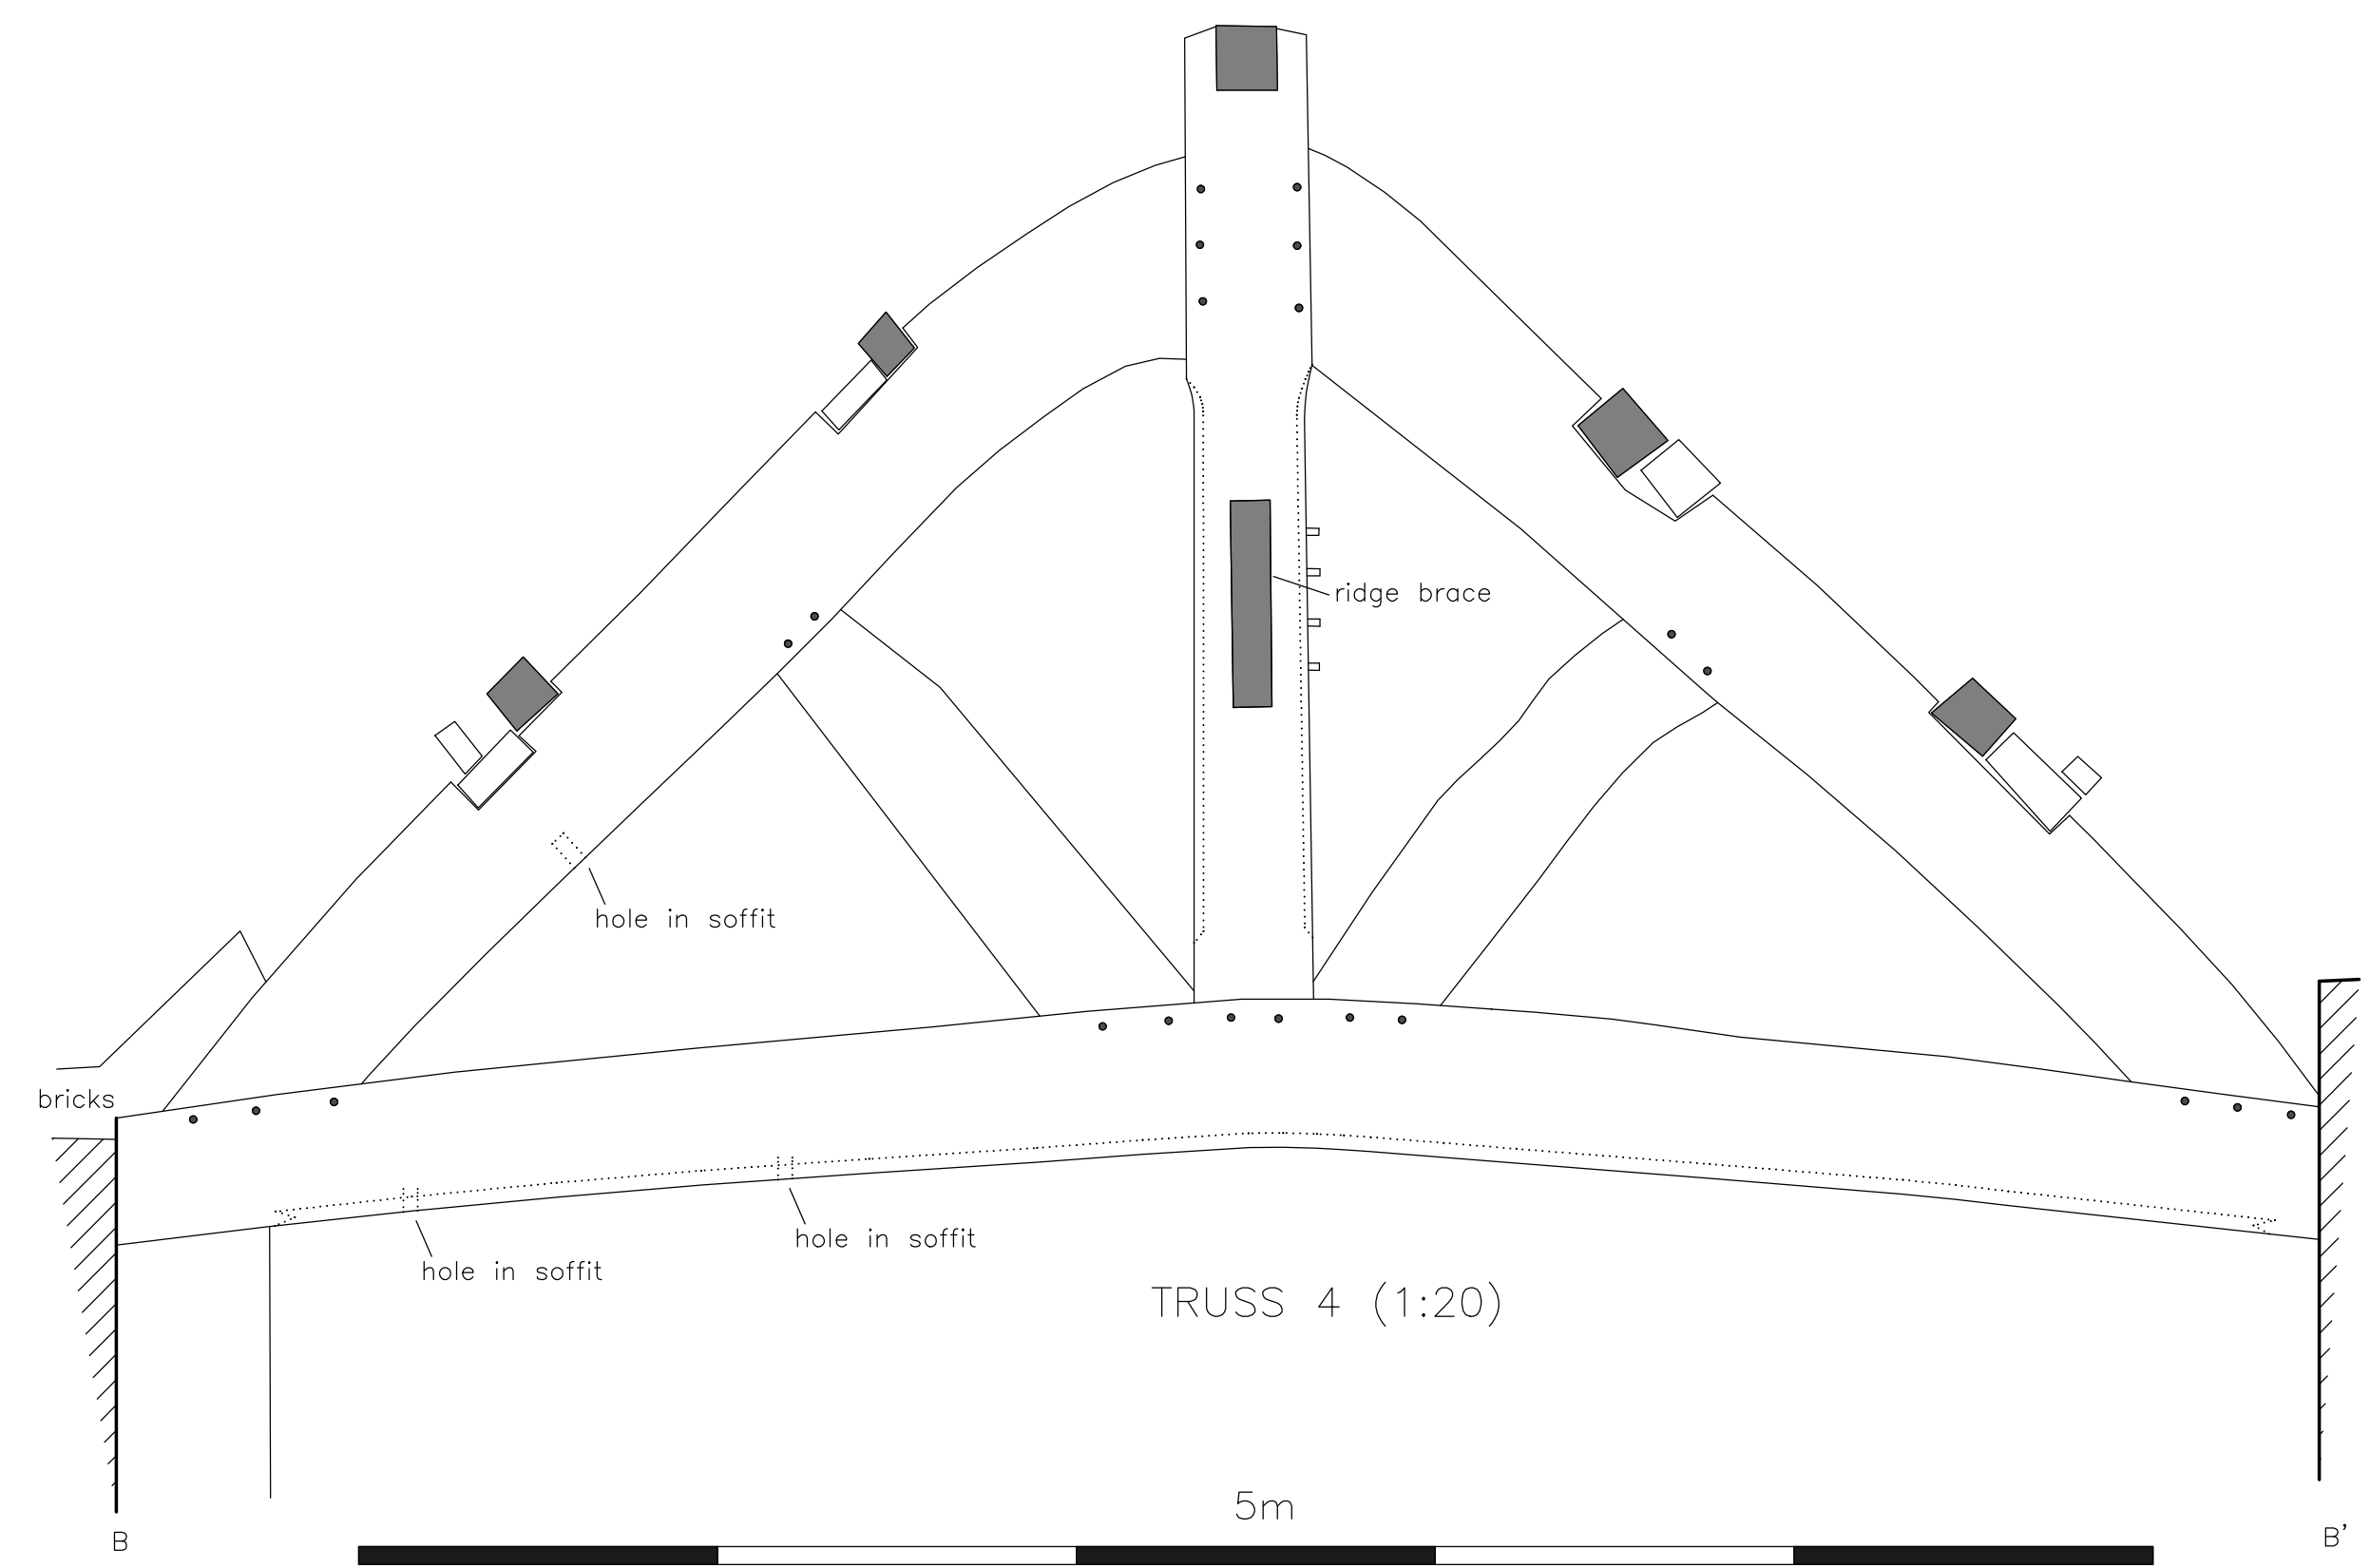 ridge brace
hole in soffit
bricks
hole in soffit
hole in soffit
TRUSS 4 (1:20)
5m
B
B'